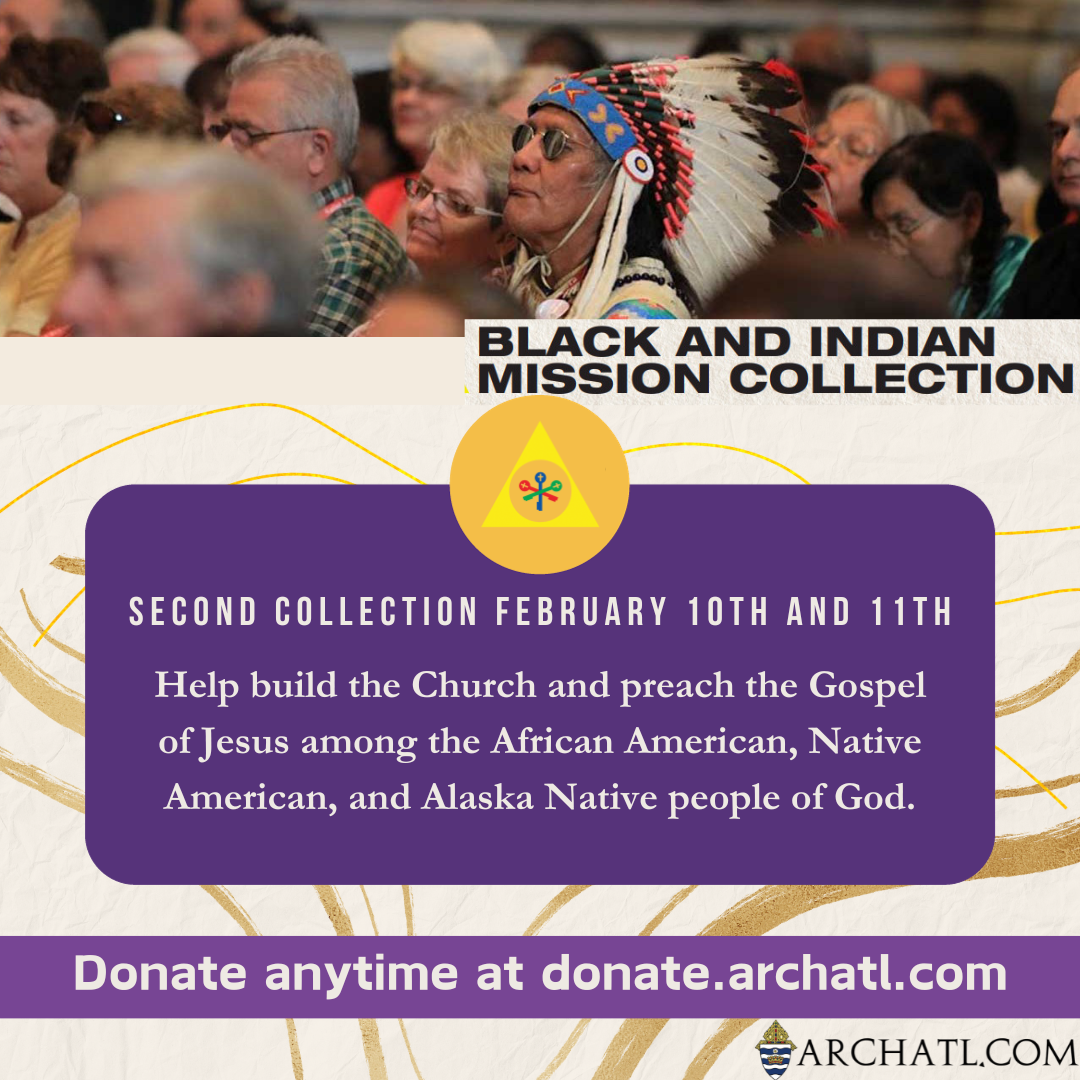 BLACK AND INDIAN
MISSION COLLECTION
SECOND COLLECTION FEBRUARY 10TH AND 11TH
Help build the Church and preach the Gospel
of Jesus among the African American, Native
American, and Alaska Native people of God.
Donate anytime at donate.archatl.com
ARCHATL.COM